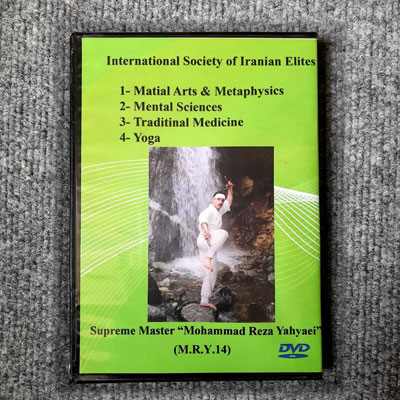 International Society of Iranian Elites
1- Matial Arts & Metaphysics
2- Mental Sciences
3- Traditinal Medicine
4- Yoga
Supreme Master “Mohammad Reza Yahyaei”
(M.R.Y.14)
DVD